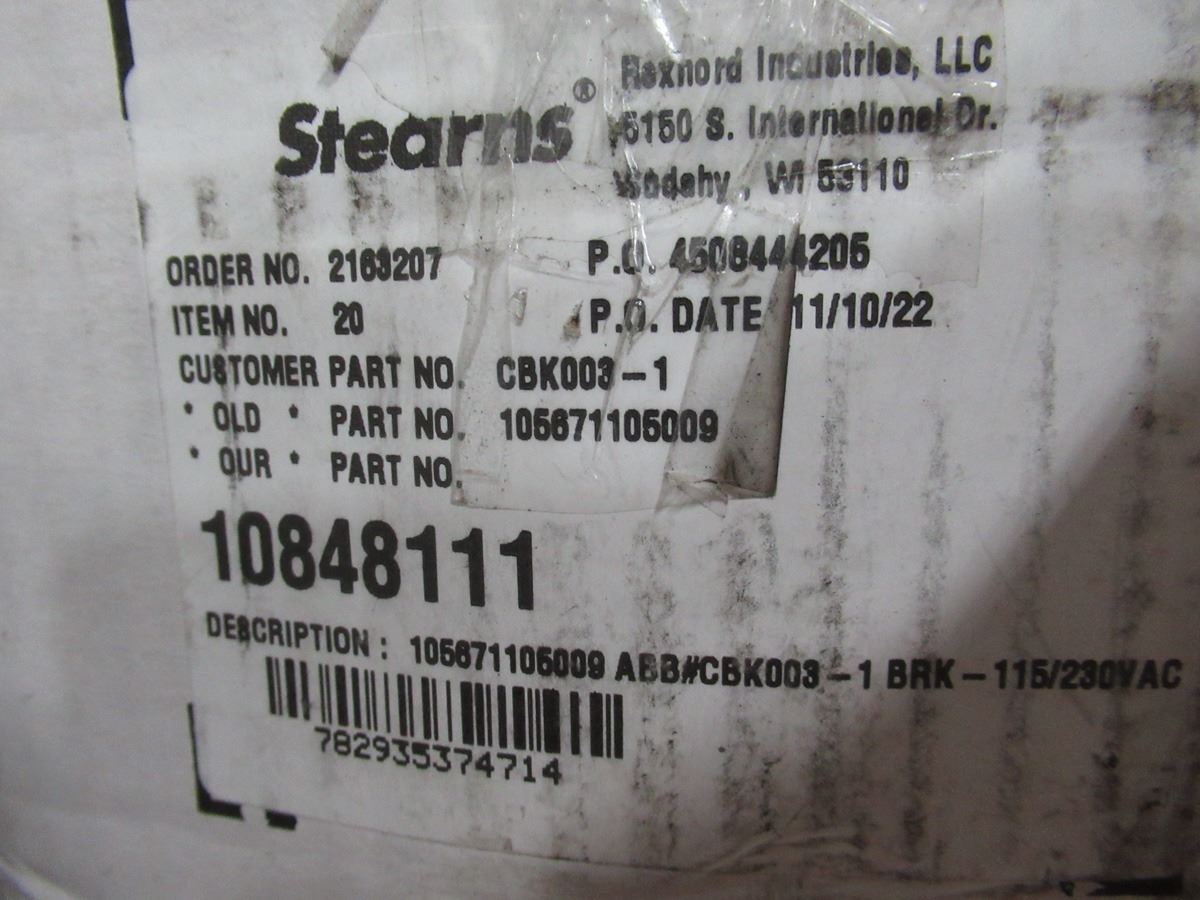 Stearns®
Rexnord Industries, LLC
5150 S. International Dr.
Cudahy, WI 53110
ORDER NO. 2163207
P.O. 4508444205
ITEM NO. 20
P.O. DATE 11/10/22
CUSTOMER PART NO. CBK003-1
* OLD * PART NO. 105671105009
* OUR * PART NO.
10848111
DESCRIPTION: 105671105009 ABB#CBK003-1 BRK-115/230VAC
782935374714